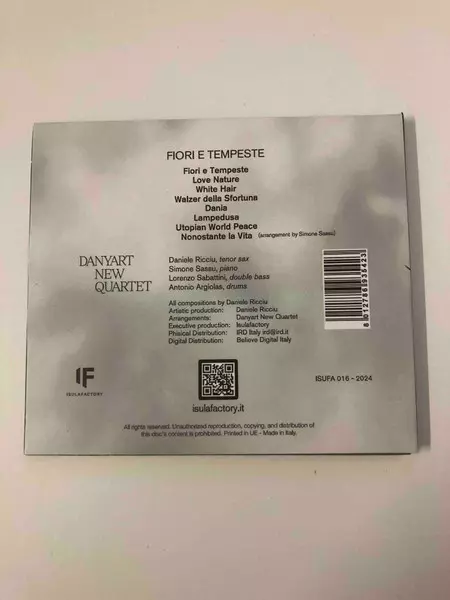 FIORI E TEMPESTE
Fiori e Tempeste
Love Nature
White Hair
Walzer della Sfortuna
Dania
Lampedusa
Utopian World Peace
Nonostante la Vita (arrangement by Simone Sassu)
DANYART
NEW
QUARTET
Daniele Ricciu, tenor sax
Simone Sassu, piano
Lorenzo Sabattini, double bass
Antonio Argiolas, drums
All compositions by Daniele Ricciu
Artistic production: Daniele Ricciu
Arrangements: Danyart New Quartet
Executive production: Isulafactory
Phisical Distribution: IRD Italy ird@ird.it
Digital Distribution: Believe Digital Italy
IF
ISULAFACTORY
isulafactory.it
ISUFA 016 - 2024
All rights reserved. Unauthorized reproduction, copying, and distribution of
this disc's content is prohibited. Printed in UE - Made in Italy.